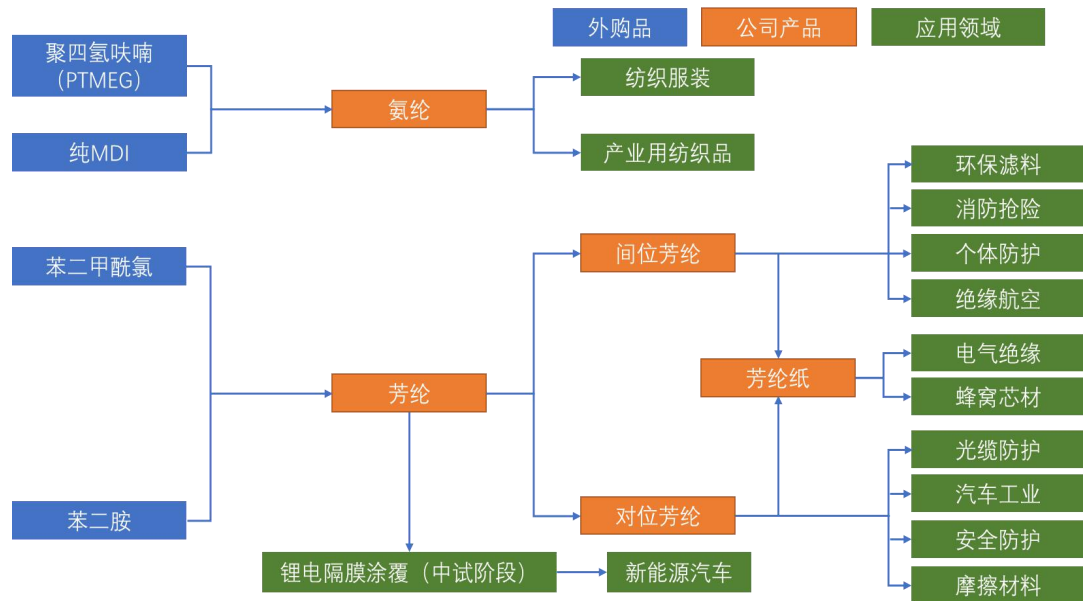 外购品
公司产品
应用领域
聚四氢呋喃
(PTMEG)
纯MDI
氨纶
纺织服装
产业用纺织品
苯二甲酰氯
苯二胺
芳纶
间位芳纶
对位芳纶
芳纶纸
环保滤料
消防抢险
个体防护
绝缘航空
电气绝缘
蜂窝芯材
光缆防护
汽车工业
安全防护
摩擦材料
锂电隔膜涂覆（中试阶段）
新能源汽车